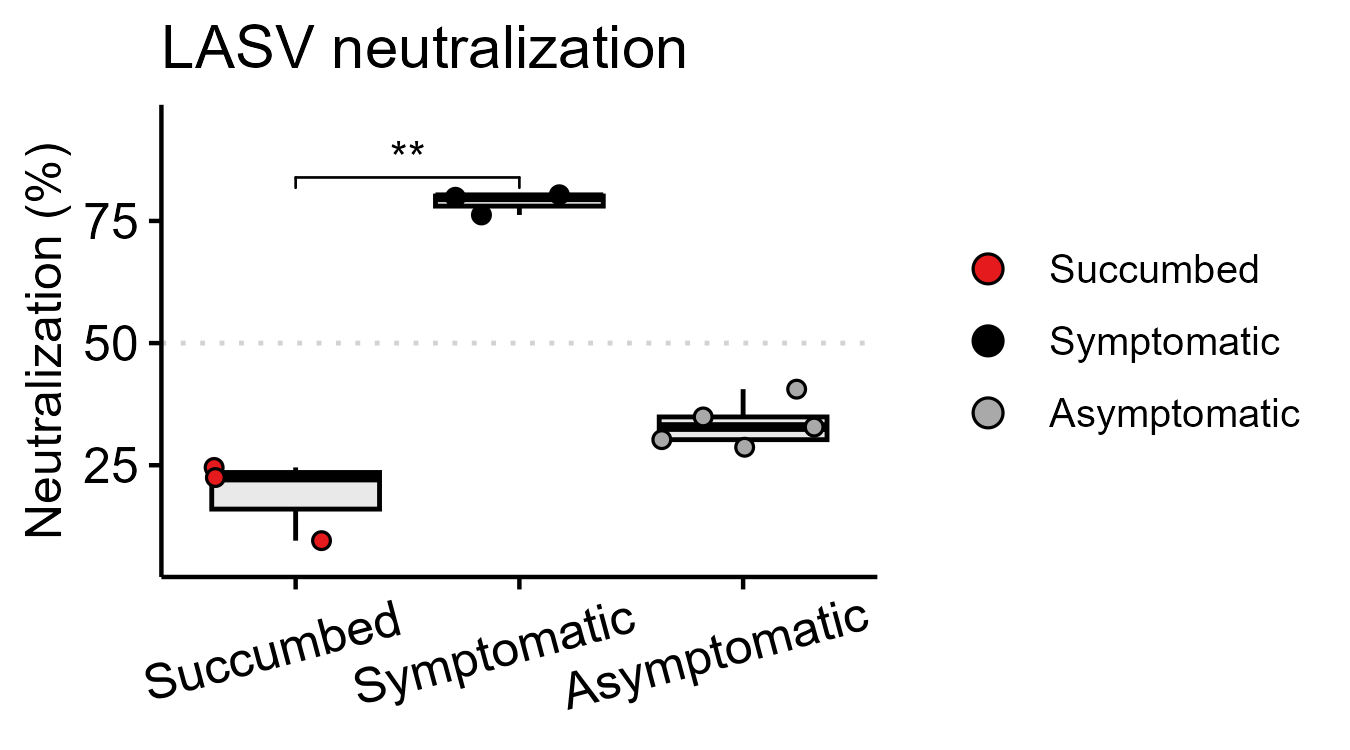 LASV neutralization
Neutralization (%)
**
75
50
25
Succumbed
Symptomatic
Asymptomatic
Succumbed
Symptomatic
Asymptomatic